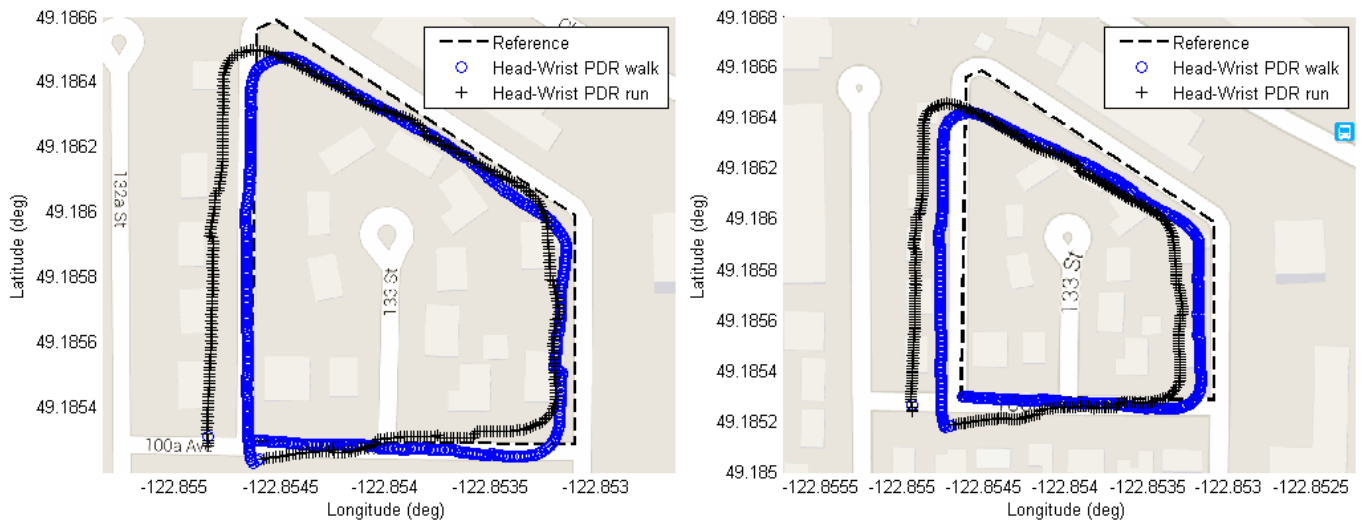 49.1866
49.1864
49.1862
49.186
49.1858
49.1856
49.1854
Latitude (deg)
-122.855
-122.8545
-122.854
-122.8535
-122.853
Longitude (deg)
Reference
Head-Wrist PDR walk
Head-Wrist PDR run
132a St
133 St
100a Ave
49.1868
49.1866
49.1864
49.1862
49.186
49.1858
49.1856
49.1854
49.1852
49.185
Latitude (deg)
-122.8555
-122.855
-122.8545
-122.854
-122.8535
-122.853
-122.8525
Longitude (deg)
Reference
Head-Wrist PDR walk
Head-Wrist PDR run
133 St